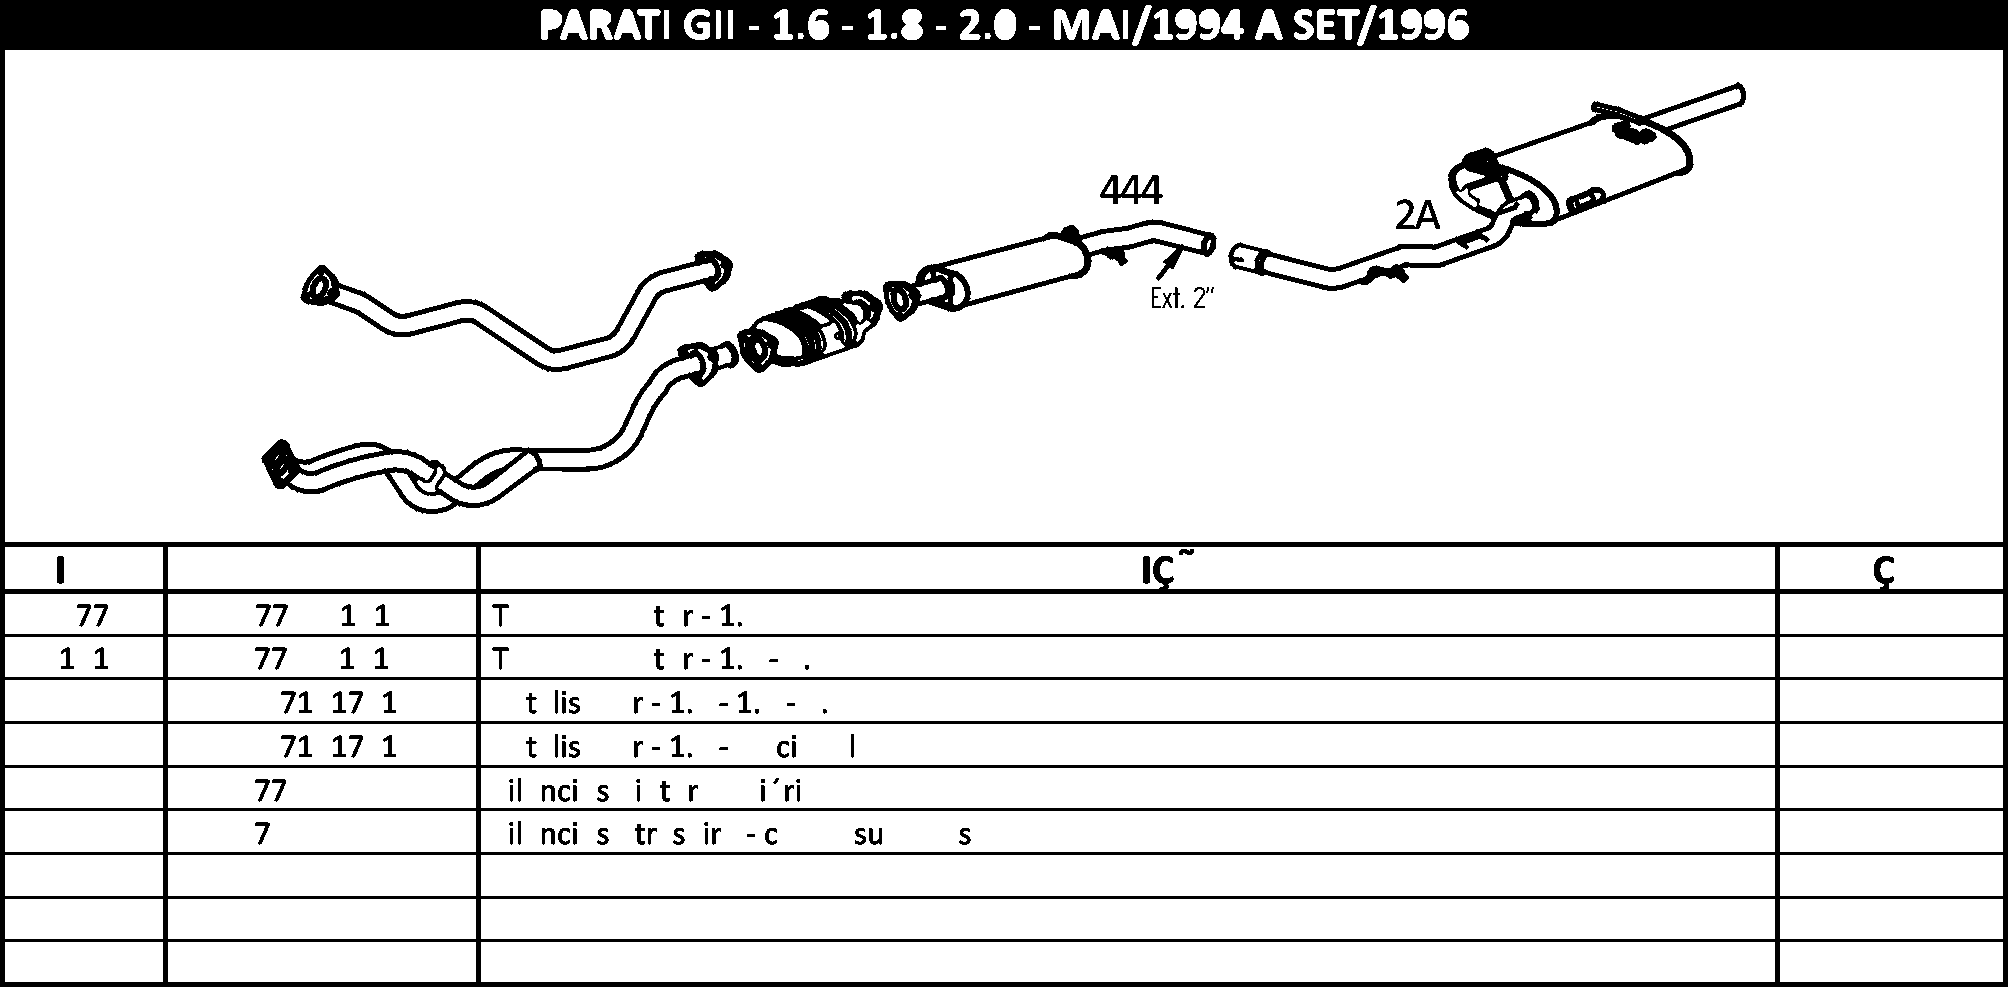 PARATI GII - 1.6 - 1.8 - 2.0 - MAI/1994 A SET/1996
444
2A
Ext. 2"
I IÇ˜ Ç
77 77 1 1 T t r - 1.
1 1 77 1 1 T t r - 1. - .
71 17 1 t lis r - 1. - 1. - .
71 17 1 t lis r - 1. - ci l
77 il nci s i t r i´ri
7 il nci s tr s ir - c su s